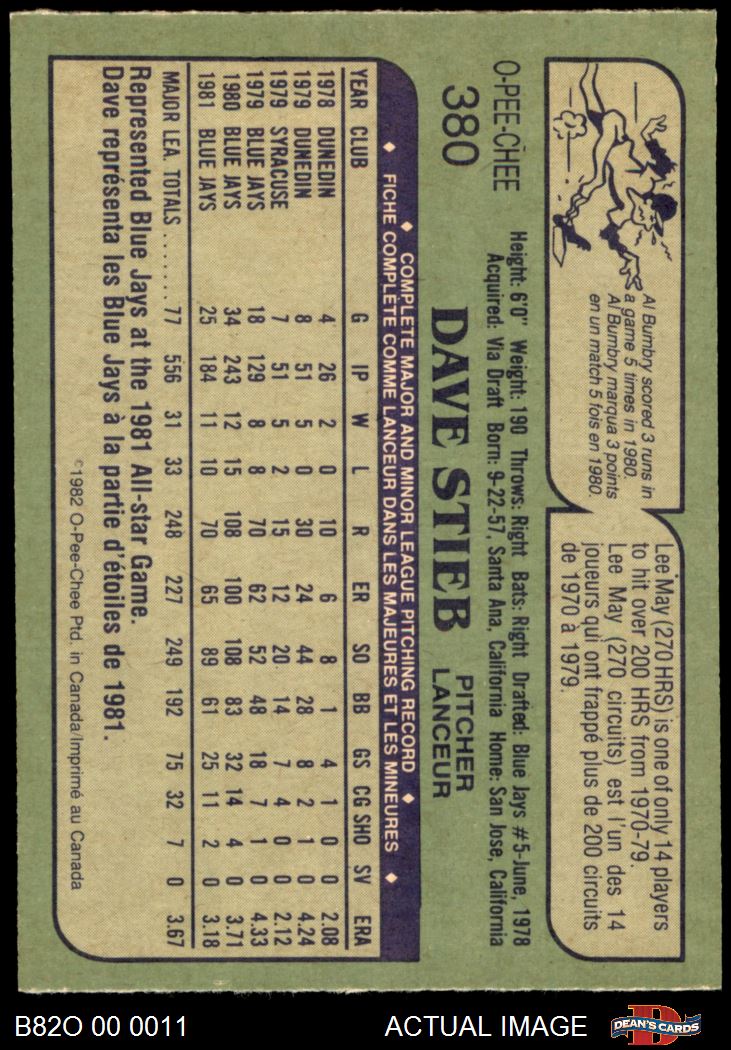 Al Bumbry scored 3 runs in
a game 5 times in 1980.
Al Bumbry marqua 3 points
en un match 5 fois en 1980.
Lee May (270 HRS) is one of only 14 players
to hit over 200 HRS from 1970-79.
Lee May (270 circuits) est l'un des 14
joueurs qui ont frappé plus de 200 circuits
de 1970 à 1979.
O-PEE-CHEE
380
Height: 6'0" Weight: 190 Throws: Right Bats: Right Drafted: Blue Jays #5-June, 1978
Acquired: Via Draft Born: 9-22-57, Santa Ana, California Home: San Jose, California
DAVE STIEB
PITCHER
LANCEUR
◆ COMPLETE MAJOR AND MINOR LEAGUE PITCHING RECORD ◆
◆ FICHE COMPLÈTE COMME LANCEUR DANS LES MAJEURES ET LES MINEURES ◆
YEAR CLUB G IP W L R ER SO BB GS CG SHO SV ERA
1978 DUNEDIN 4 26 2 0 10 6 8 1 4 1 0 0 2.08
1979 DUNEDIN 8 51 5 0 30 24 44 28 8 2 1 0 4.24
1979 SYRACUSE 7 51 5 2 15 12 20 14 7 4 0 0 2.12
1979 BLUE JAYS 18 129 8 8 70 62 52 48 18 7 1 0 4.33
1980 BLUE JAYS 34 243 12 15 108 100 108 83 32 14 4 0 3.71
1981 BLUE JAYS 25 184 11 10 70 65 89 61 25 11 2 0 3.18
MAJOR LEA. TOTALS ....... 77 556 31 33 248 227 249 192 75 32 7 0 3.67
Represented Blue Jays at the 1981 All-star Game.
Dave représenta les Blue Jays à la partie d'étoiles de 1981.
©1982 O-Pee-Chee Ptd. in Canada/Imprimé au Canada
B82O 00 0011
ACTUAL IMAGE
D
DEAN'S CARDS